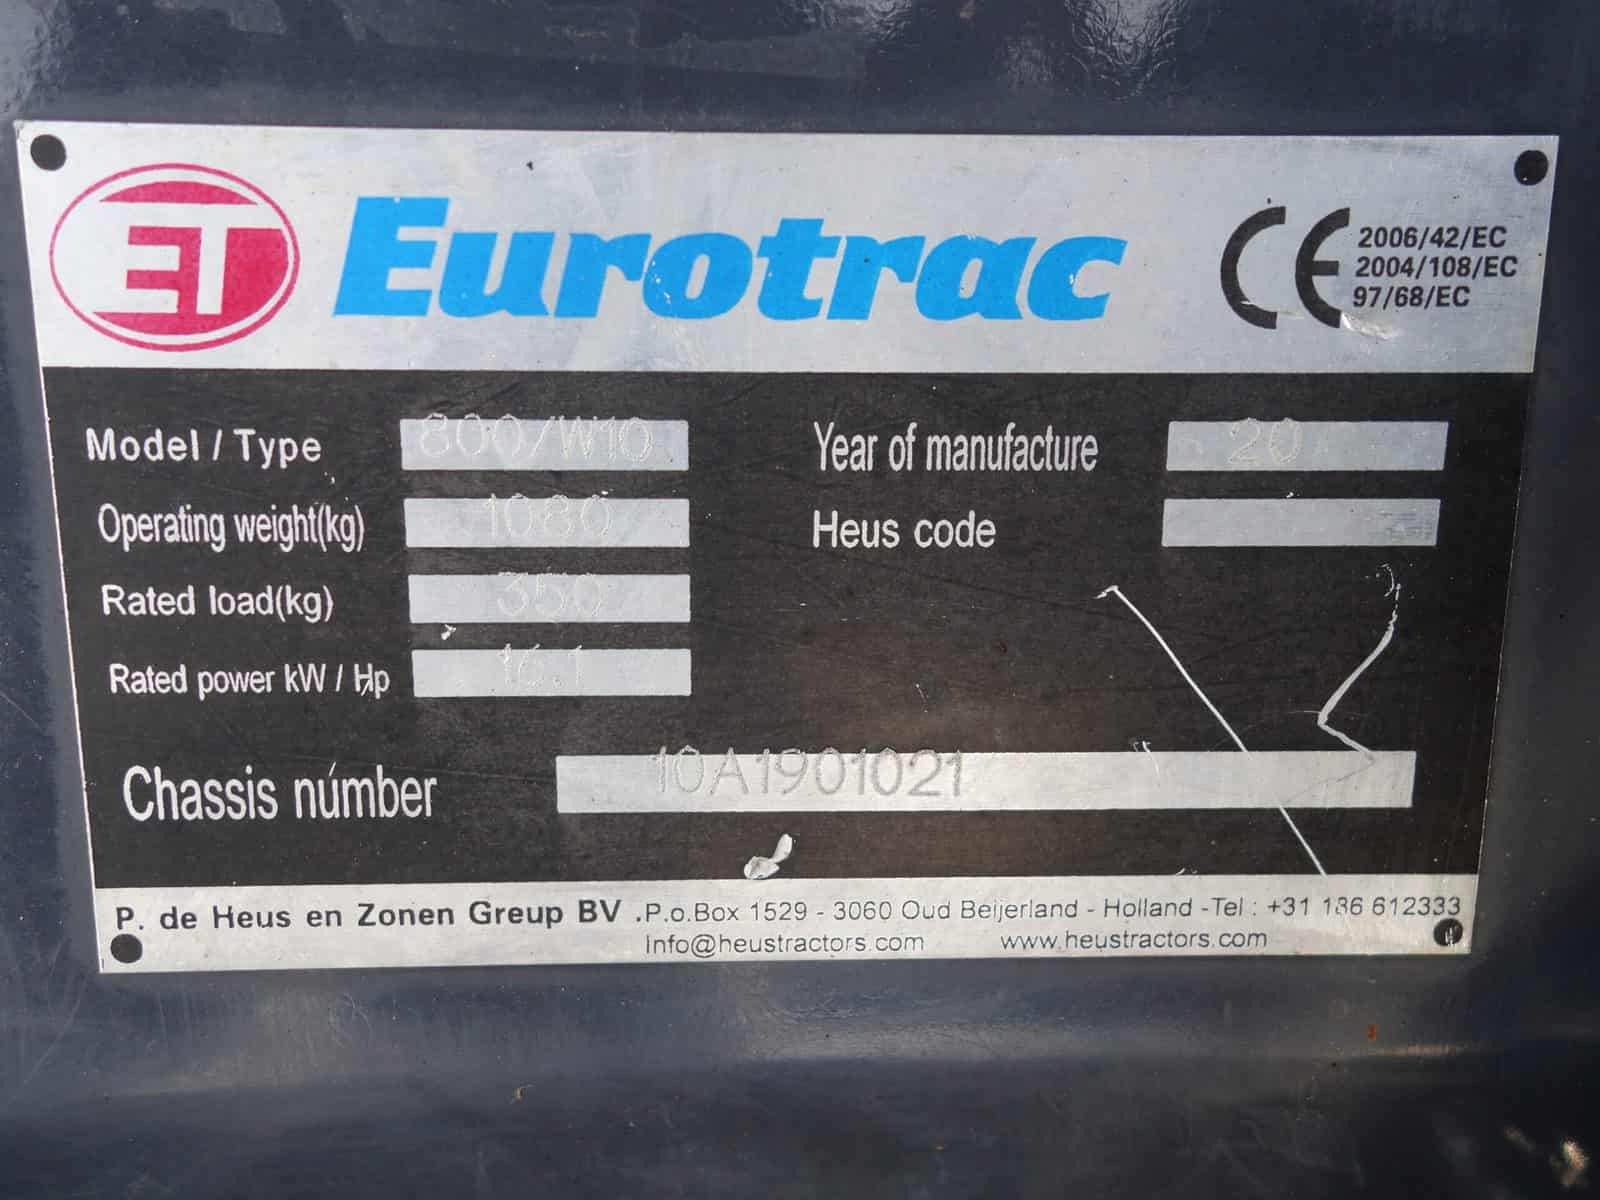 ET Eurotrac CE 2006/42/EC
2004/108/EC
97/68/EC
Model / Type 800/W10 Year of manufacture 20
Operating weight(kg) 1080 Heus code
Rated load(kg) 350
Rated power kW / Hp 16.1
Chassis number 10A1901021
P. de Heus en Zonen Greup BV .P.o.Box 1529 - 3060 Oud Beijerland - Holland -Tel : +31 186 612333
Info@heustractors.com www.heustractors.com